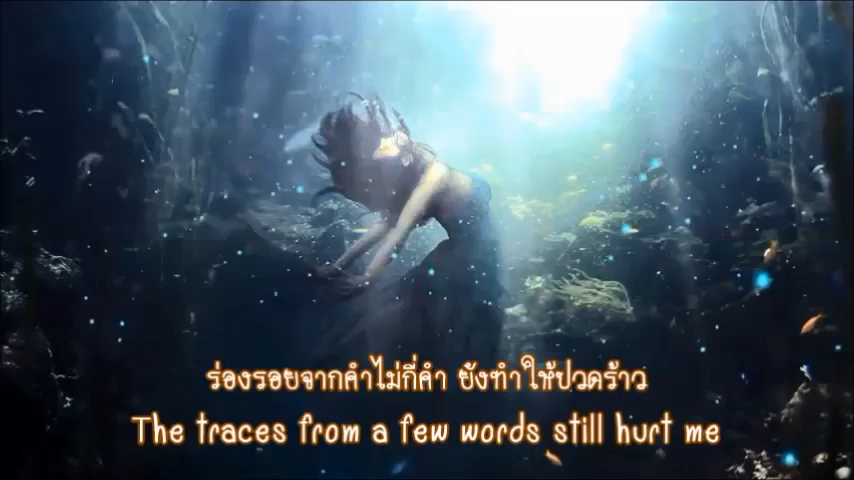 ร่องรอยจากคำไม่กี่คำ ยังทำให้ปวดร้าว
The traces from a few words still hurt me